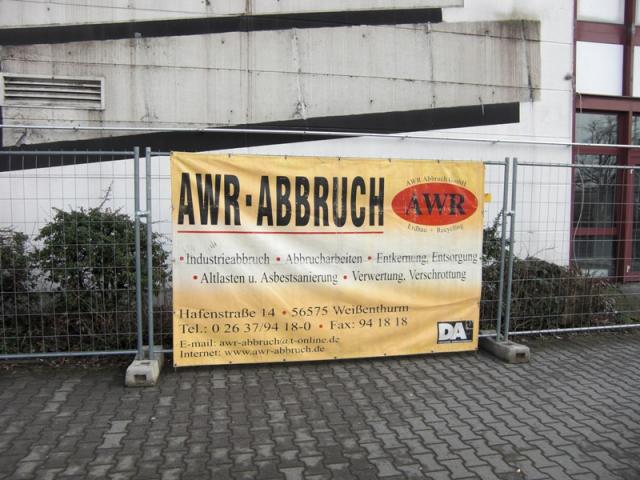 AWR·ABBRUCH
AWR Abbruch GmbH
AWR
Erdbau • Recycling
• Industrieabbruch • Abbrucharbeiten • Entkernung, Entsorgung
• Altlasten u. Asbestsanierung • Verwertung, Verschrottung
Hafenstraße 14 • 56575 Weißenthurm
Tel.: 0 26 37/94 18-0 • Fax: 94 18 18
E-mail: awr-abbruch@t-online.de
Internet: www.awr-abbruch.de
DA